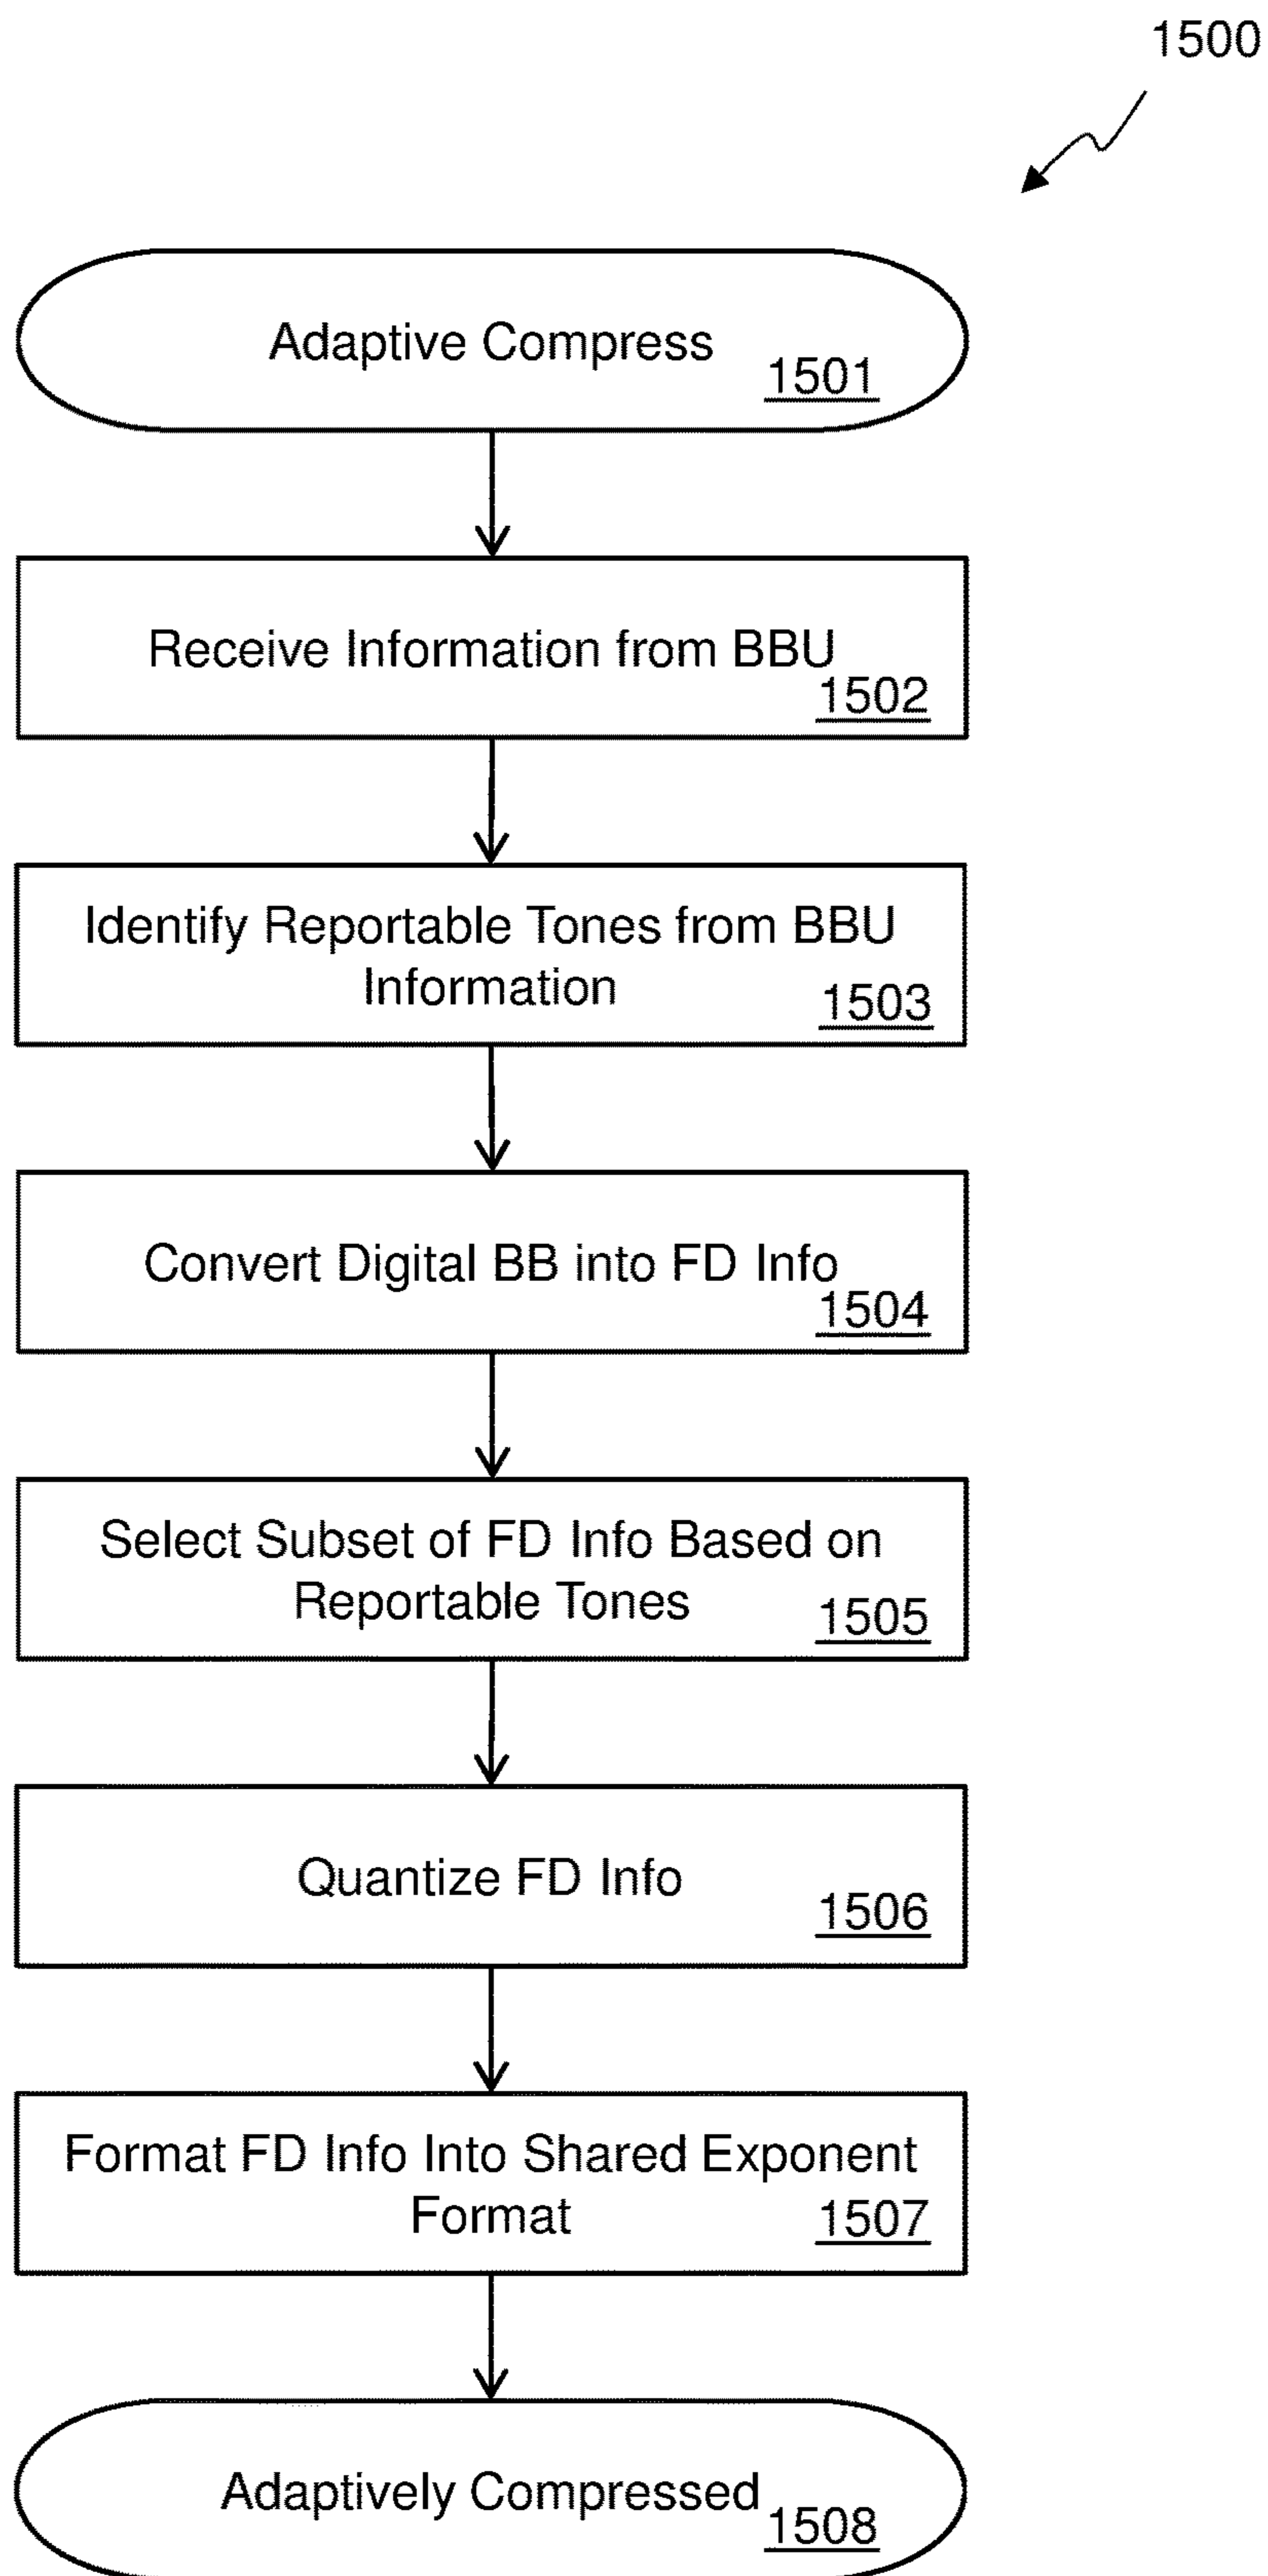 1500
Adaptive Compress
1501
Receive Information from BBU
1502
Identify Reportable Tones from BBU
Information
1503
Convert Digital BB into FD Info
1504
Select Subset of FD Info Based on
Reportable Tones
1505
Quantize FD Info
1506
Format FD Info Into Shared Exponent
Format
1507
Adaptively Compressed
1508